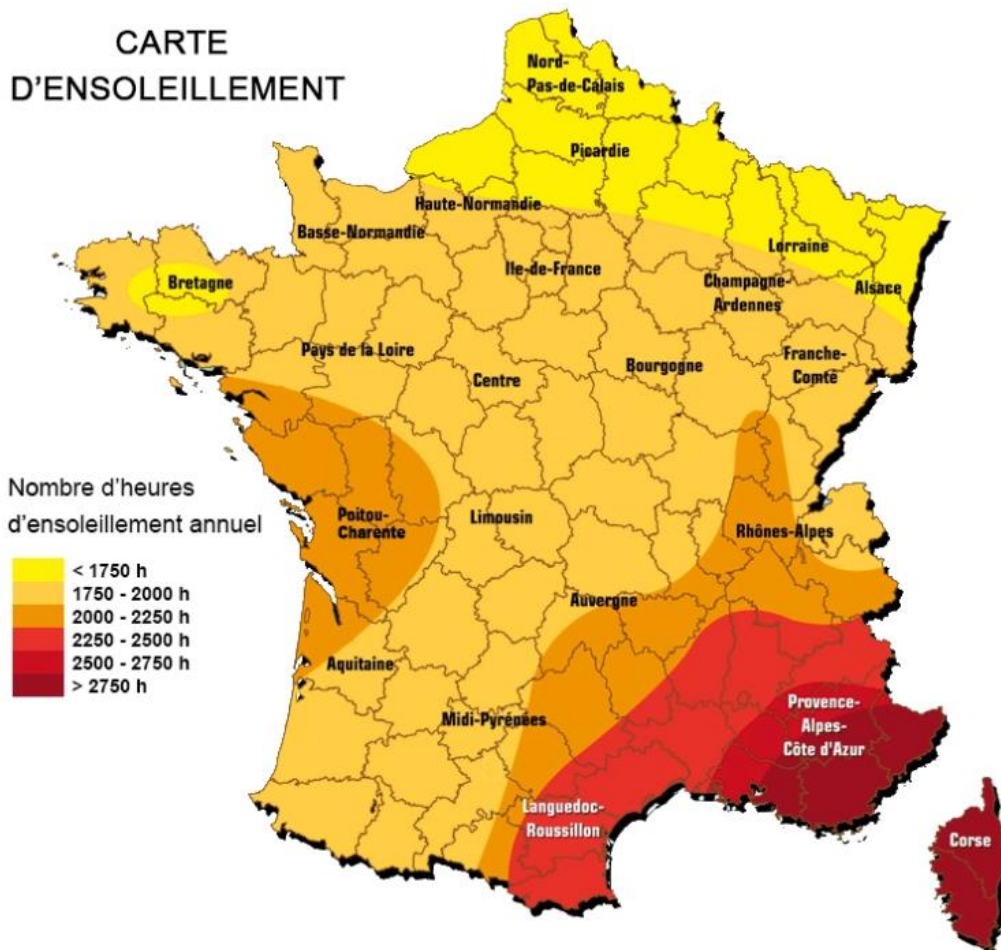 CARTE
D'ENSOLEILLEMENT
Nord-
Pas-de-Calais
Picardie
Haute-Normandie
Basse-Normandie
Ile-de-France
Lorraine
Champagne-
Ardennes
Alsace
Bretagne
Pays de la Loire
Centre
Bourgogne
Franche-
Comté
Nombre d'heures
d'ensoleillement annuel
< 1750 h
1750 - 2000 h
2000 - 2250 h
2250 - 2500 h
2500 - 2750 h
> 2750 h
Poitou-
Charente
Limousin
Rhônes-Alpes
Auvergne
Aquitaine
Midi-Pyrénées
Provence-
Alpes-
Côte d'Azur
Languedoc-
Roussillon
Corse